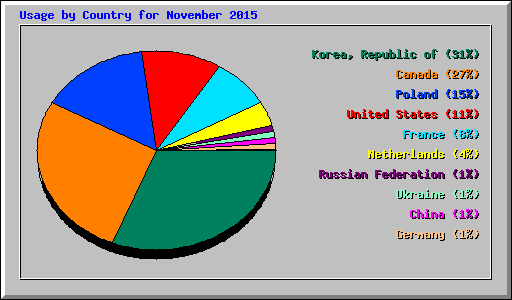 Usage by Country for November 2015
Korea, Republic of (31%)
Canada (27%)
Poland (15%)
United States (11%)
France (8%)
Netherlands (4%)
Russian Federation (1%)
Ukraine (1%)
China (1%)
Germany (1%)